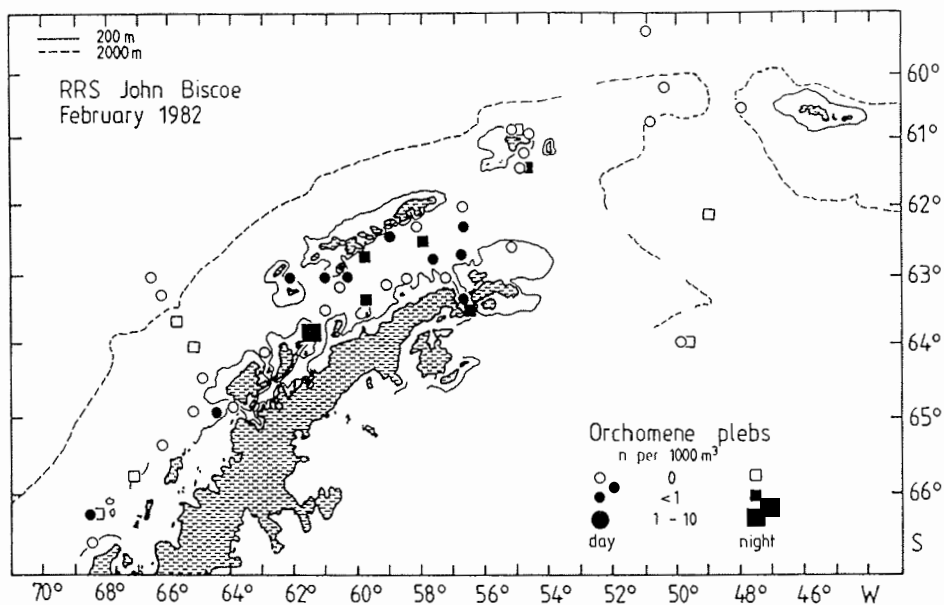 200 m
2000 m
RRS John Biscoe
February 1982
60°
61°
62°
63°
64°
65°
66°
S
Orchomene plebs
n per 1000 m³
0
<1
1 - 10
day night
70° 68° 66° 64° 62° 60° 58° 56° 54° 52° 50° 48° 46° W